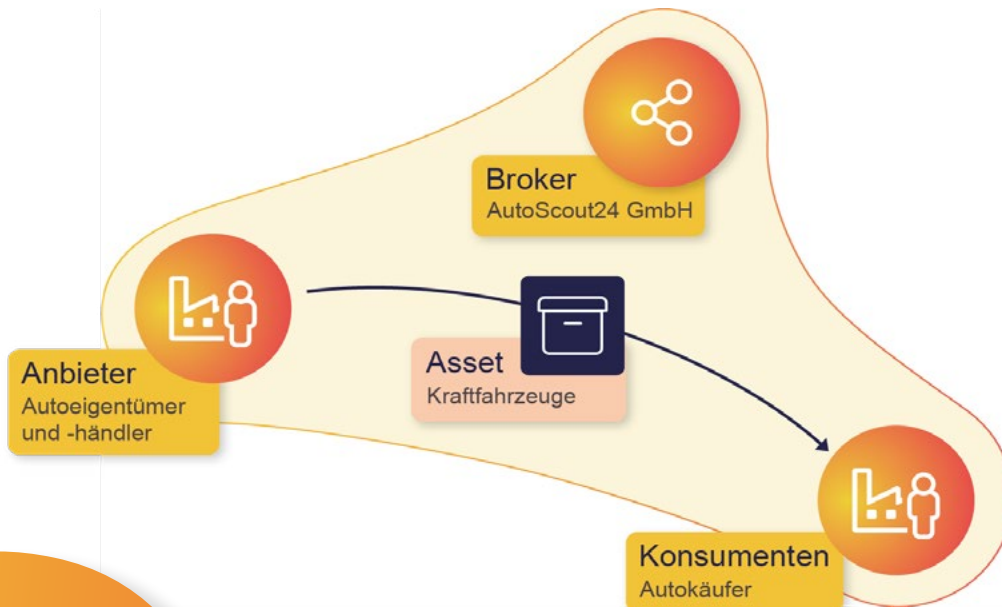 Broker
AutoScout24 GmbH
Anbieter
Autoeigentümer
und -händler
Asset
Kraftfahrzeuge
Konsumenten
Autokäufer